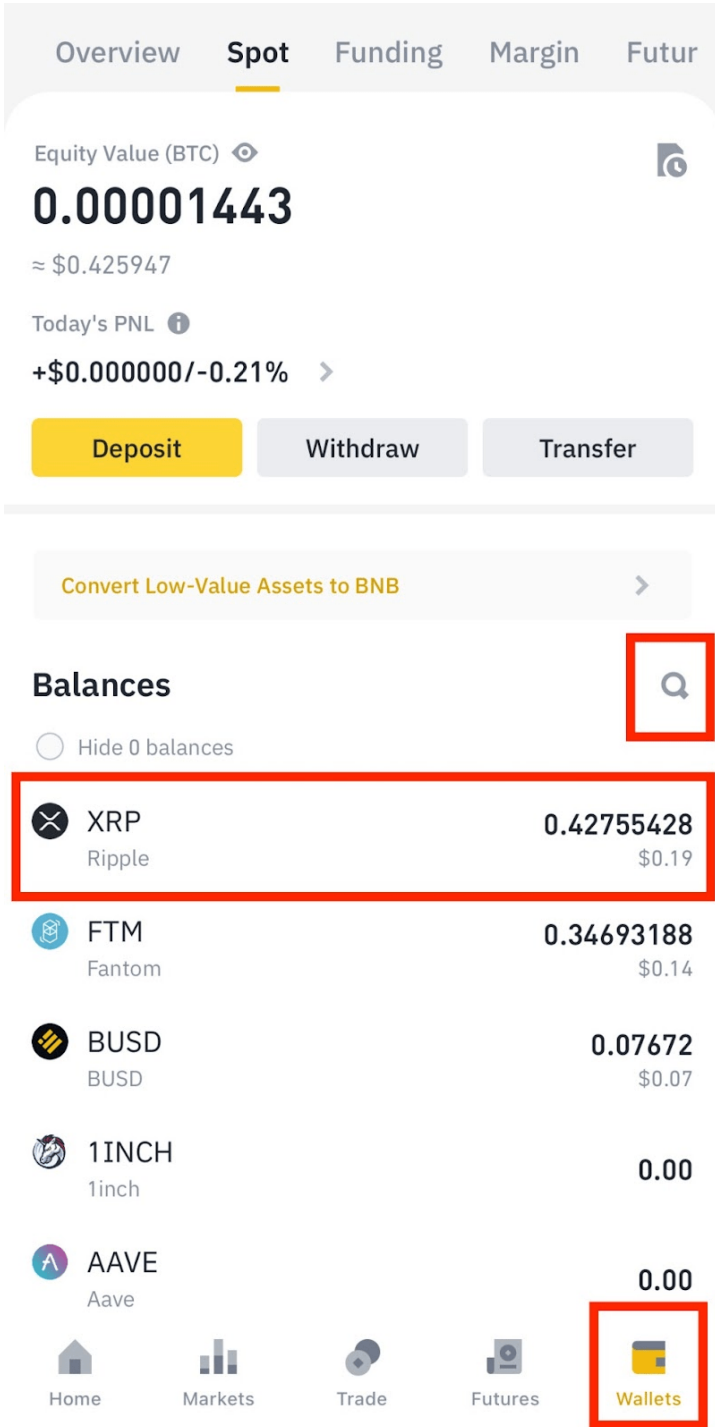 Overview Spot Funding Margin Futur
Equity Value (BTC)
0.00001443
≈ $0.425947
Today's PNL
+$0.000000/-0.21%
Deposit Withdraw Transfer
Convert Low-Value Assets to BNB
Balances
Hide 0 balances
XRP 0.42755428
Ripple $0.19
FTM 0.34693188
Fantom $0.14
BUSD 0.07672
BUSD $0.07
1INCH 0.00
1inch
AAVE 0.00
Aave
Home Markets Trade Futures Wallets